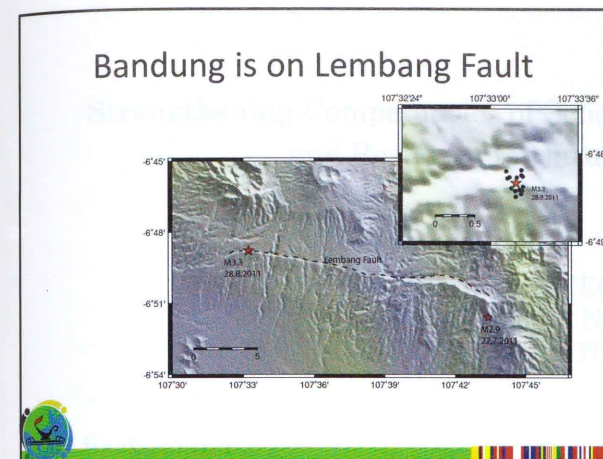 Bandung is on Lembang Fault
107°32'24" 107°33'00" 107°33'36"
-6°48
M3.3
28.8.2011
0 0.5
-6°49
-6°45'
-6°48'
-6°51'
-6°54'
M3.3
28.8.2011
Lembang Fault
M2.9
22.7.2011
0 5
107°30' 107°33' 107°36' 107°39' 107°42' 107°45'